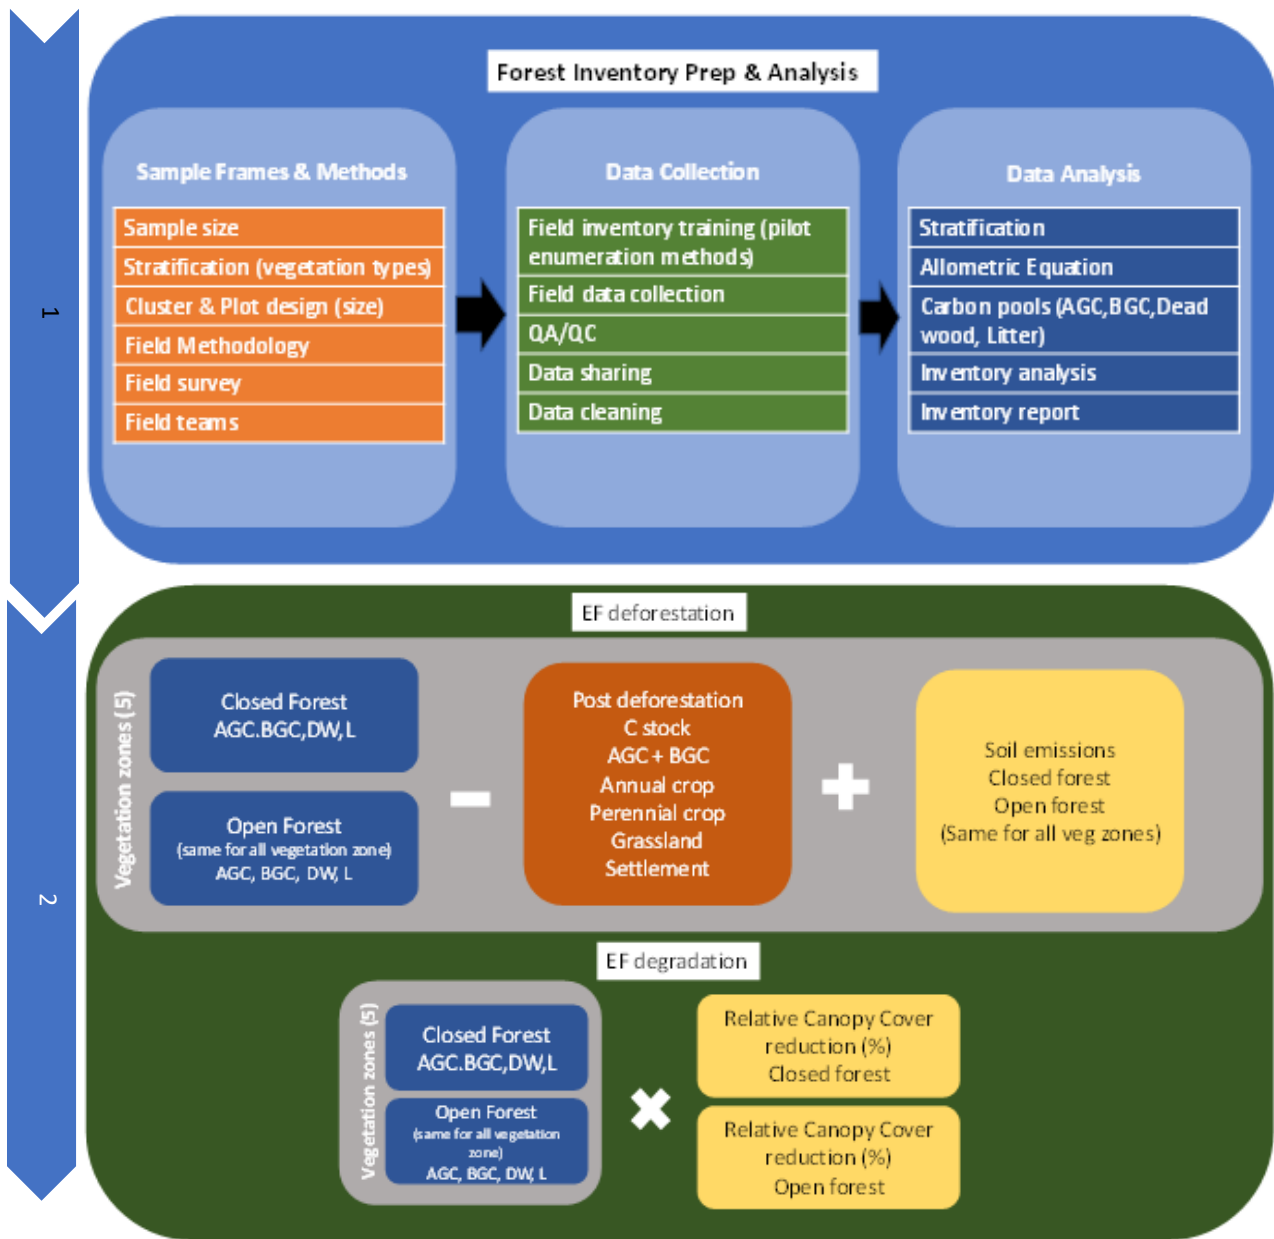 1
Forest Inventory Prep & Analysis
Sample Frames & Methods
Sample size
Stratification (vegetation types)
Cluster & Plot design (size)
Field Methodology
Field survey
Field teams
Data Collection
Field inventory training (pilot
enumeration methods)
Field data collection
QA/QC
Data sharing
Data cleaning
Data Analysis
Stratification
Allometric Equation
Carbon pools (AGC,BGC,Dead
wood, Litter)
Inventory analysis
Inventory report
2
EF deforestation
Vegetation zones (5)
Closed Forest
AGC.BGC,DW,L
Open Forest
(same for all vegetation zone)
AGC, BGC, DW, L
Post deforestation
C stock
AGC + BGC
Annual crop
Perennial crop
Grassland
Settlement
Soil emissions
Closed forest
Open forest
(Same for all veg zones)
EF degradation
Vegetation zones (5)
Closed Forest
AGC.BGC,DW,L
Open Forest
(same for all vegetation
zone)
AGC, BGC, DW, L
Relative Canopy Cover
reduction (%)
Closed forest
Relative Canopy Cover
reduction (%)
Open forest